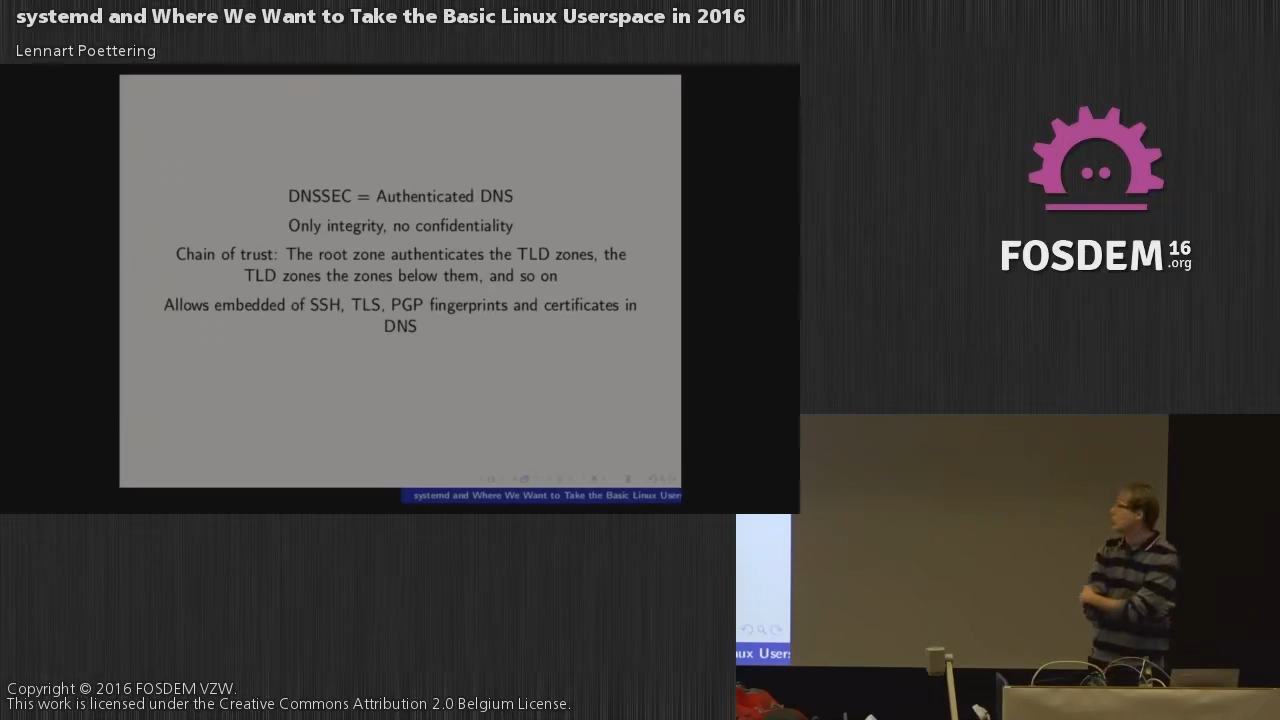 systemd and Where We Want to Take the Basic Linux Userspace in 2016
Lennart Poettering
DNSSEC = Authenticated DNS
Only integrity, no confidentiality
Chain of trust: The root zone authenticates the TLD zones, the
TLD zones the zones below them, and so on
Allows embedded of SSH, TLS, PGP fingerprints and certificates in
DNS
systemd and Where We Want to Take the Basic Linux User
FOSDEM 16
.org
ux Users
Copyright © 2016 FOSDEM VZW.
This work is licensed under the Creative Commons Attribution 2.0 Belgium License.